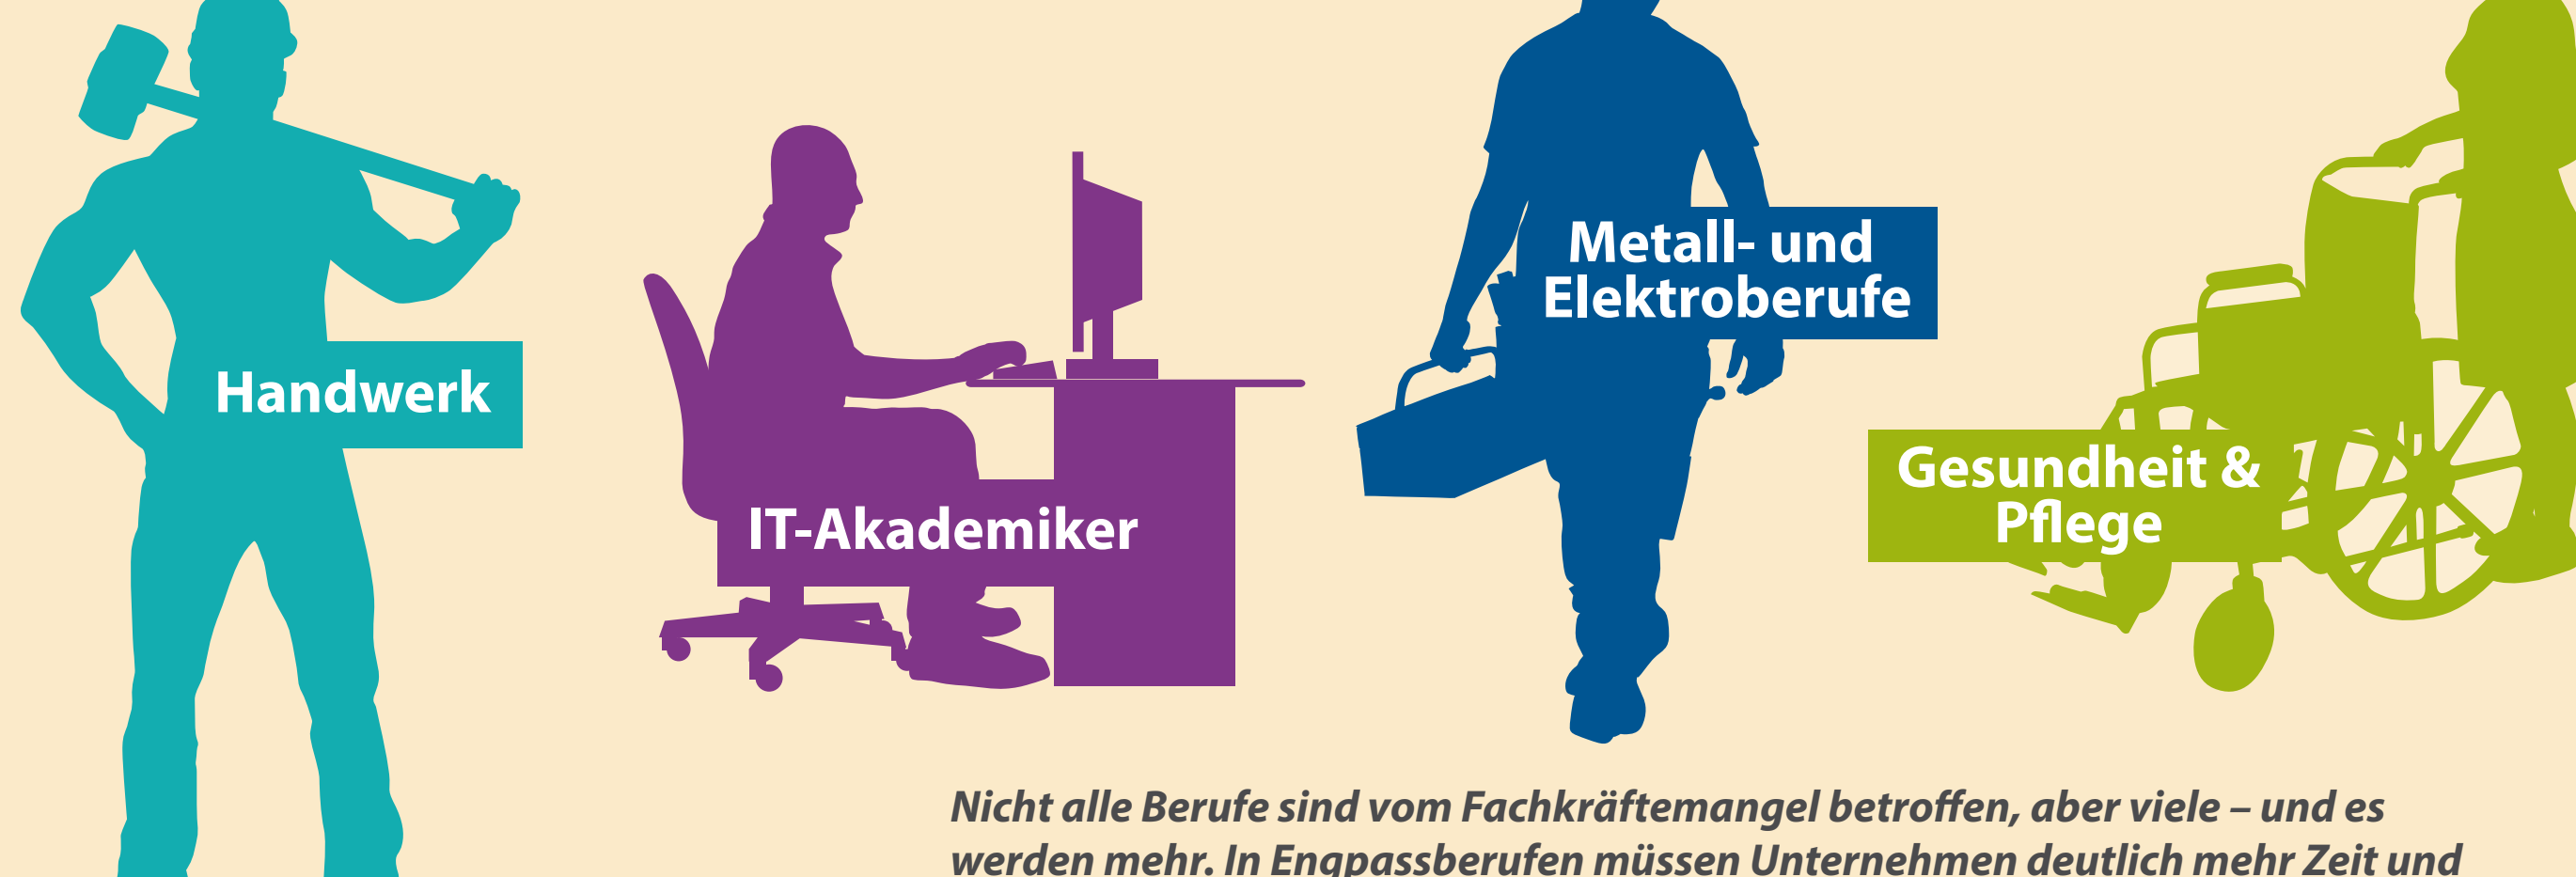 Handwerk
IT-Akademiker
Metall- und
Elektroberufe
Gesundheit &
Pflege
Nicht alle Berufe sind vom Fachkräftemangel betroffen, aber viele – und es
werden mehr. In Engpassberufen müssen Unternehmen deutlich mehr Zeit und